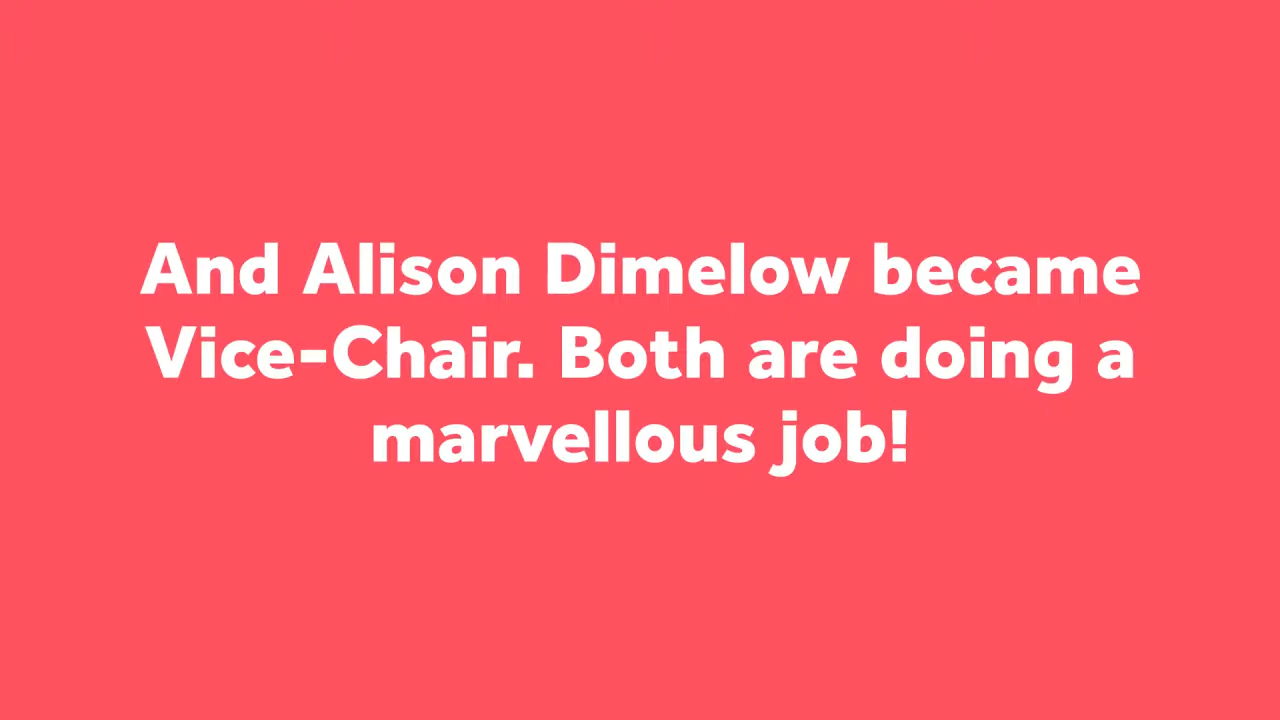 And Alison Dimelow became
Vice-Chair. Both are doing a
marvellous job!